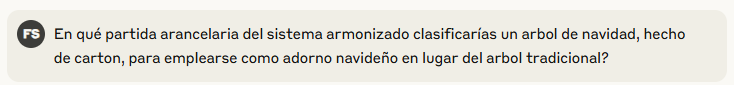 FS
En qué partida arancelaria del sistema armonizado clasificarías un arbol de navidad, hecho
de carton, para emplearse como adorno navideño en lugar del arbol tradicional?